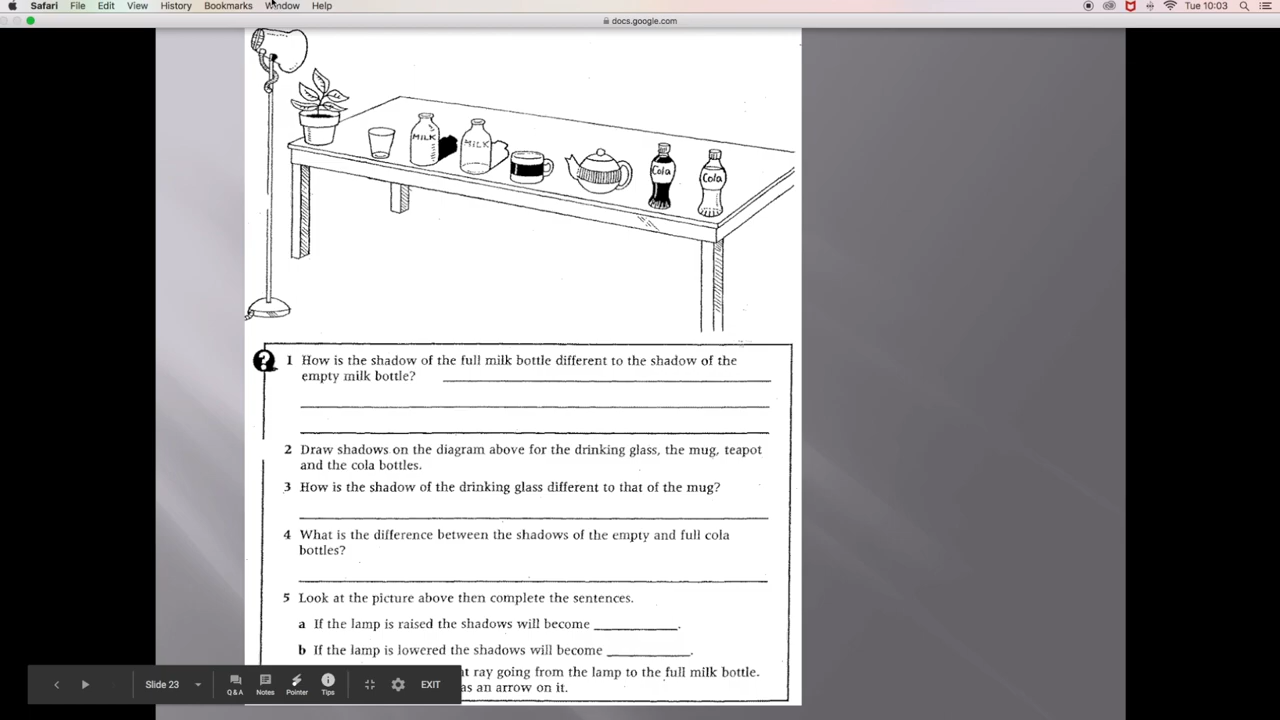 Safari File Edit View History Bookmarks Window Help Tue 10:03
docs.google.com
MILK
MILK
Cola
Cola
1 How is the shadow of the full milk bottle different to the shadow of the
empty milk bottle?
2 Draw shadows on the diagram above for the drinking glass, the mug, teapot
and the cola bottles.
3 How is the shadow of the drinking glass different to that of the mug?
4 What is the difference between the shadows of the empty and full cola
bottles?
5 Look at the picture above then complete the sentences.
a If the lamp is raised the shadows will become ________.
b If the lamp is lowered the shadows will become ________.
ray going from the lamp to the full milk bottle.
as an arrow on it.
Slide 23 Q & A Notes Pointer Tips EXIT